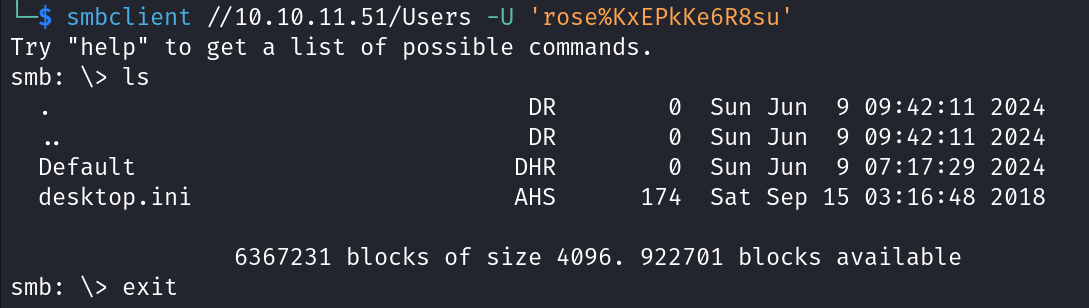 └─$ smbclient //10.10.11.51/Users -U 'rose%KxEPkKe6R8su'
Try "help" to get a list of possible commands.
smb: \> ls
  .                                  DR        0  Sun Jun  9 09:42:11 2024
  ..                                 DR        0  Sun Jun  9 09:42:11 2024
  Default                           DHR        0  Sun Jun  9 07:17:29 2024
  desktop.ini                       AHS      174  Sat Sep 15 03:16:48 2018
                6367231 blocks of size 4096. 922701 blocks available
smb: \> exit